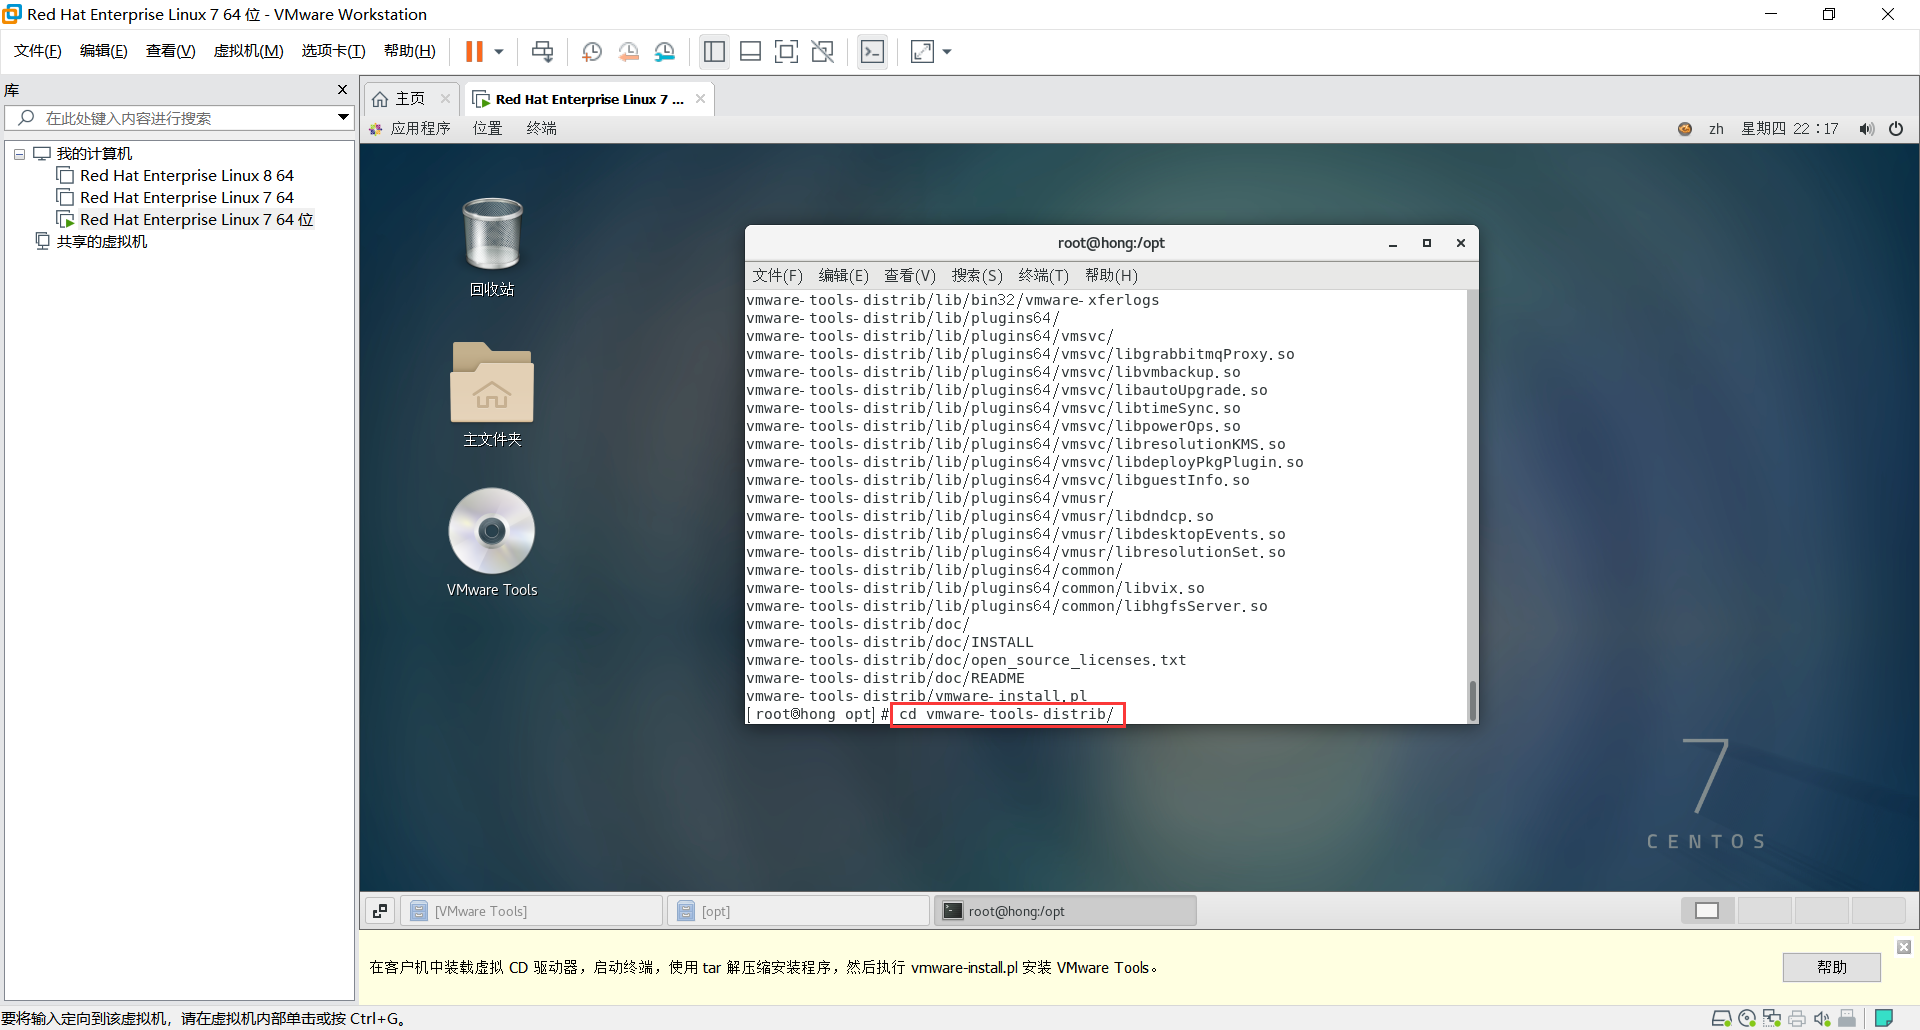 Red Hat Enterprise Linux 7 64 位 - VMware Workstation
文件(F) 编辑(E) 查看(V) 虚拟机(M) 选项卡(T) 帮助(H)
库
在此处键入内容进行搜索
我的计算机
Red Hat Enterprise Linux 8 64
Red Hat Enterprise Linux 7 64
Red Hat Enterprise Linux 7 64 位
共享的虚拟机
主页
Red Hat Enterprise Linux 7 ...
应用程序 位置 终端
zh 星期四 22：17
回收站
主文件夹
VMware Tools
root@hong:/opt
文件(F) 编辑(E) 查看(V) 搜索(S) 终端(T) 帮助(H)
vmware-tools-distrib/lib/bin32/vmware-xferlogs
vmware-tools-distrib/lib/plugins64/
vmware-tools-distrib/lib/plugins64/vmsvc/
vmware-tools-distrib/lib/plugins64/vmsvc/libgrabbitmqProxy.so
vmware-tools-distrib/lib/plugins64/vmsvc/libvmbackup.so
vmware-tools-distrib/lib/plugins64/vmsvc/libautoUpgrade.so
vmware-tools-distrib/lib/plugins64/vmsvc/libtimeSync.so
vmware-tools-distrib/lib/plugins64/vmsvc/libpowerOps.so
vmware-tools-distrib/lib/plugins64/vmsvc/libresolutionKMS.so
vmware-tools-distrib/lib/plugins64/vmsvc/libdeployPkgPlugin.so
vmware-tools-distrib/lib/plugins64/vmsvc/libguestInfo.so
vmware-tools-distrib/lib/plugins64/vmusr/
vmware-tools-distrib/lib/plugins64/vmusr/libdndcp.so
vmware-tools-distrib/lib/plugins64/vmusr/libdesktopEvents.so
vmware-tools-distrib/lib/plugins64/vmusr/libresolutionSet.so
vmware-tools-distrib/lib/plugins64/common/
vmware-tools-distrib/lib/plugins64/common/libvix.so
vmware-tools-distrib/lib/plugins64/common/libhgfsServer.so
vmware-tools-distrib/doc/
vmware-tools-distrib/doc/INSTALL
vmware-tools-distrib/doc/open_source_licenses.txt
vmware-tools-distrib/doc/README
vmware-tools-distrib/vmware-install.pl
[root@hong opt]# cd vmware-tools-distrib/
7
CENTOS
[VMware Tools]
[opt]
root@hong:/opt
在客户机中装载虚拟 CD 驱动器，启动终端，使用 tar 解压缩安装程序，然后执行 vmware-install.pl 安装 VMware Tools。
帮助
要将输入定向到该虚拟机，请在虚拟机内部单击或按 Ctrl+G。